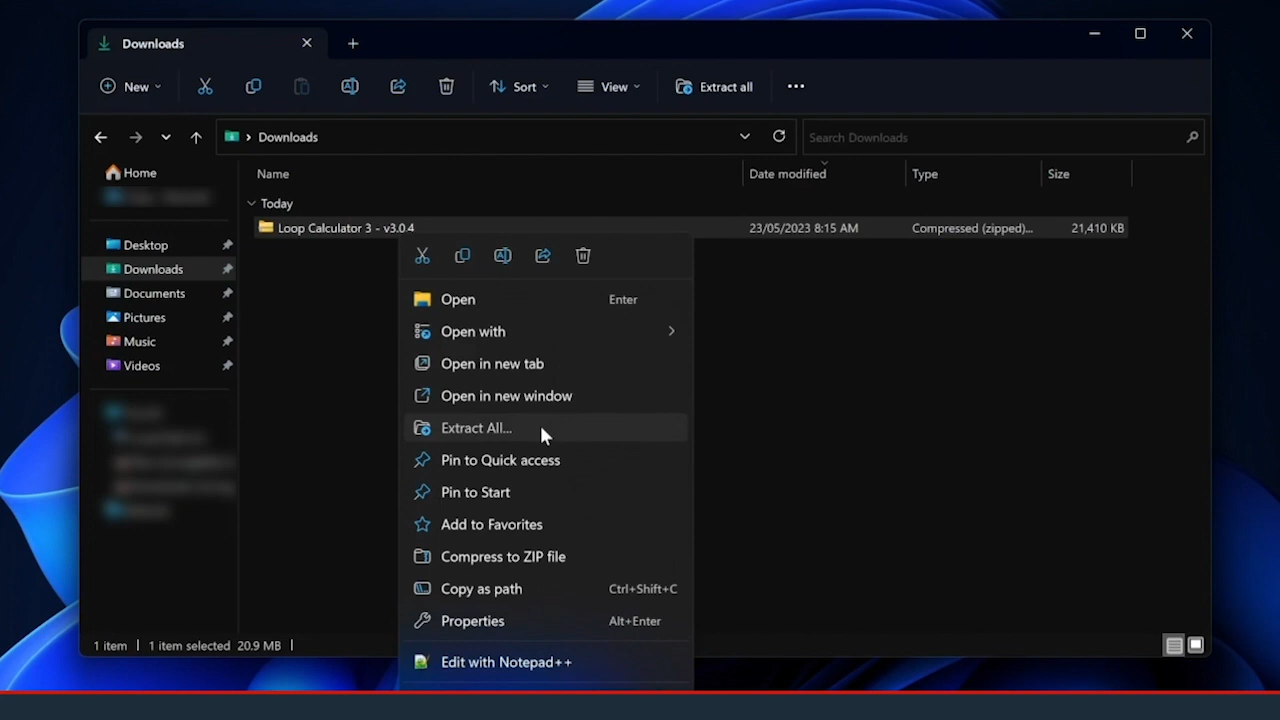 Downloads
New
Sort
View
Extract all
Downloads
Search Downloads
Home
Name
Date modified
Type
Size
Today
Loop Calculator 3 - v3.0.4
23/05/2023 8:15 AM
Compressed (zipped)...
21,410 KB
Desktop
Downloads
Documents
Pictures
Music
Videos
Open
Enter
Open with
Open in new tab
Open in new window
Extract All...
Pin to Quick access
Pin to Start
Add to Favorites
Compress to ZIP file
Copy as path
Ctrl+Shift+C
Properties
Alt+Enter
Edit with Notepad++
1 item
1 item selected 20.9 MB